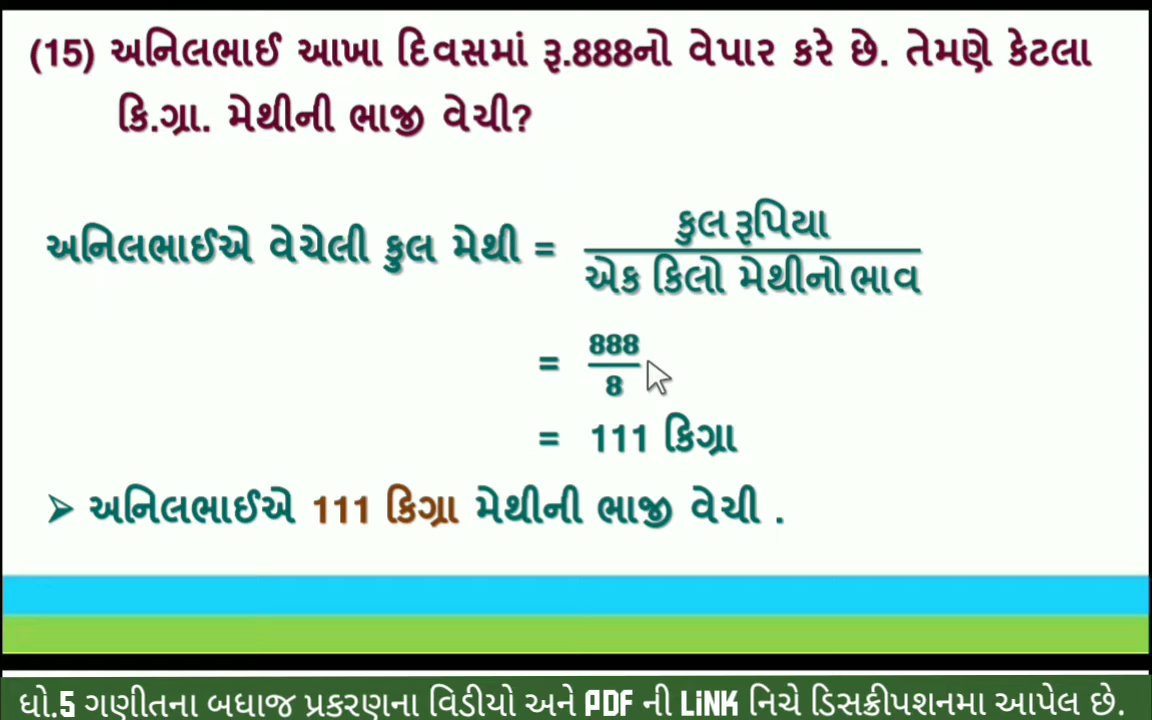 (15) અનિલભાઈ આખા દિવસમાં રૂ.888નો વેપાર કરે છે. તેમણે કેટલા
કિ.ગ્રા. મેથીની ભાજી વેચી?
અનિલભાઈએ વેચેલી કુલ મેથી = કુલ રૂપિયા
એક કિલો મેથીનો ભાવ
= 888
8
= 111 કિગ્રા
➢ અનિલભાઈએ 111 કિગ્રા મેથીની ભાજી વેચી .
ધો.5 ગણીતના બધાજ પ્રકરણના વિડીયો અને PDF ની LiNK નિચે ડિસક્રીપશનમા આપેલ છે.